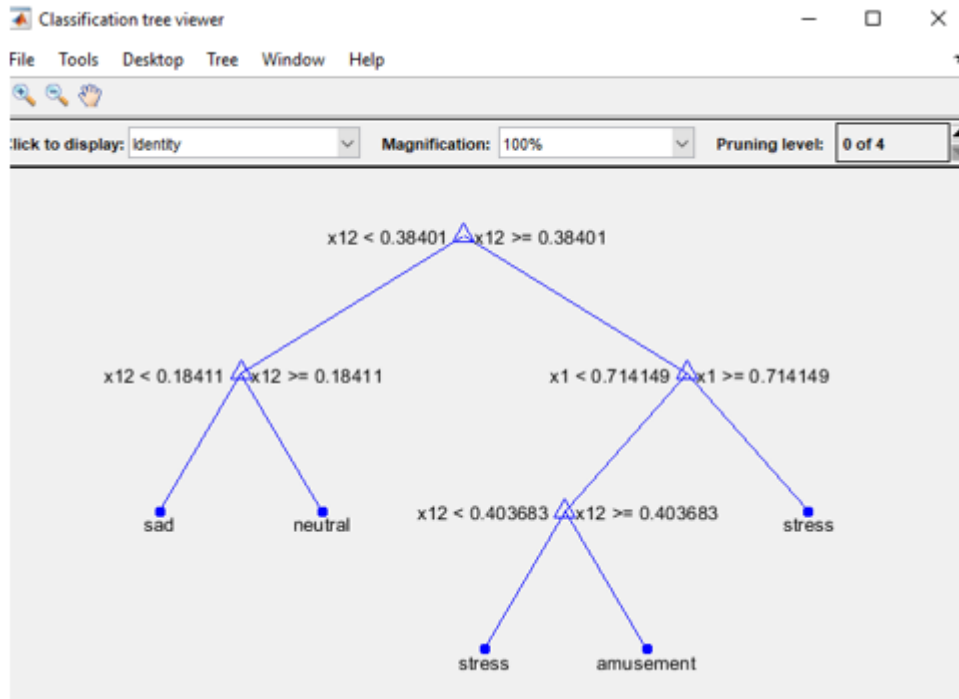 Classification tree viewer
File Tools Desktop Tree Window Help
lick to display: Identity Magnification: 100% Pruning level: 0 of 4
x12 < 0.38401 x12 >= 0.38401
x12 < 0.18411 x12 >= 0.18411 x1 < 0.714149 x1 >= 0.714149
x12 < 0.403683 x12 >= 0.403683
sad neutral stress
stress amusement